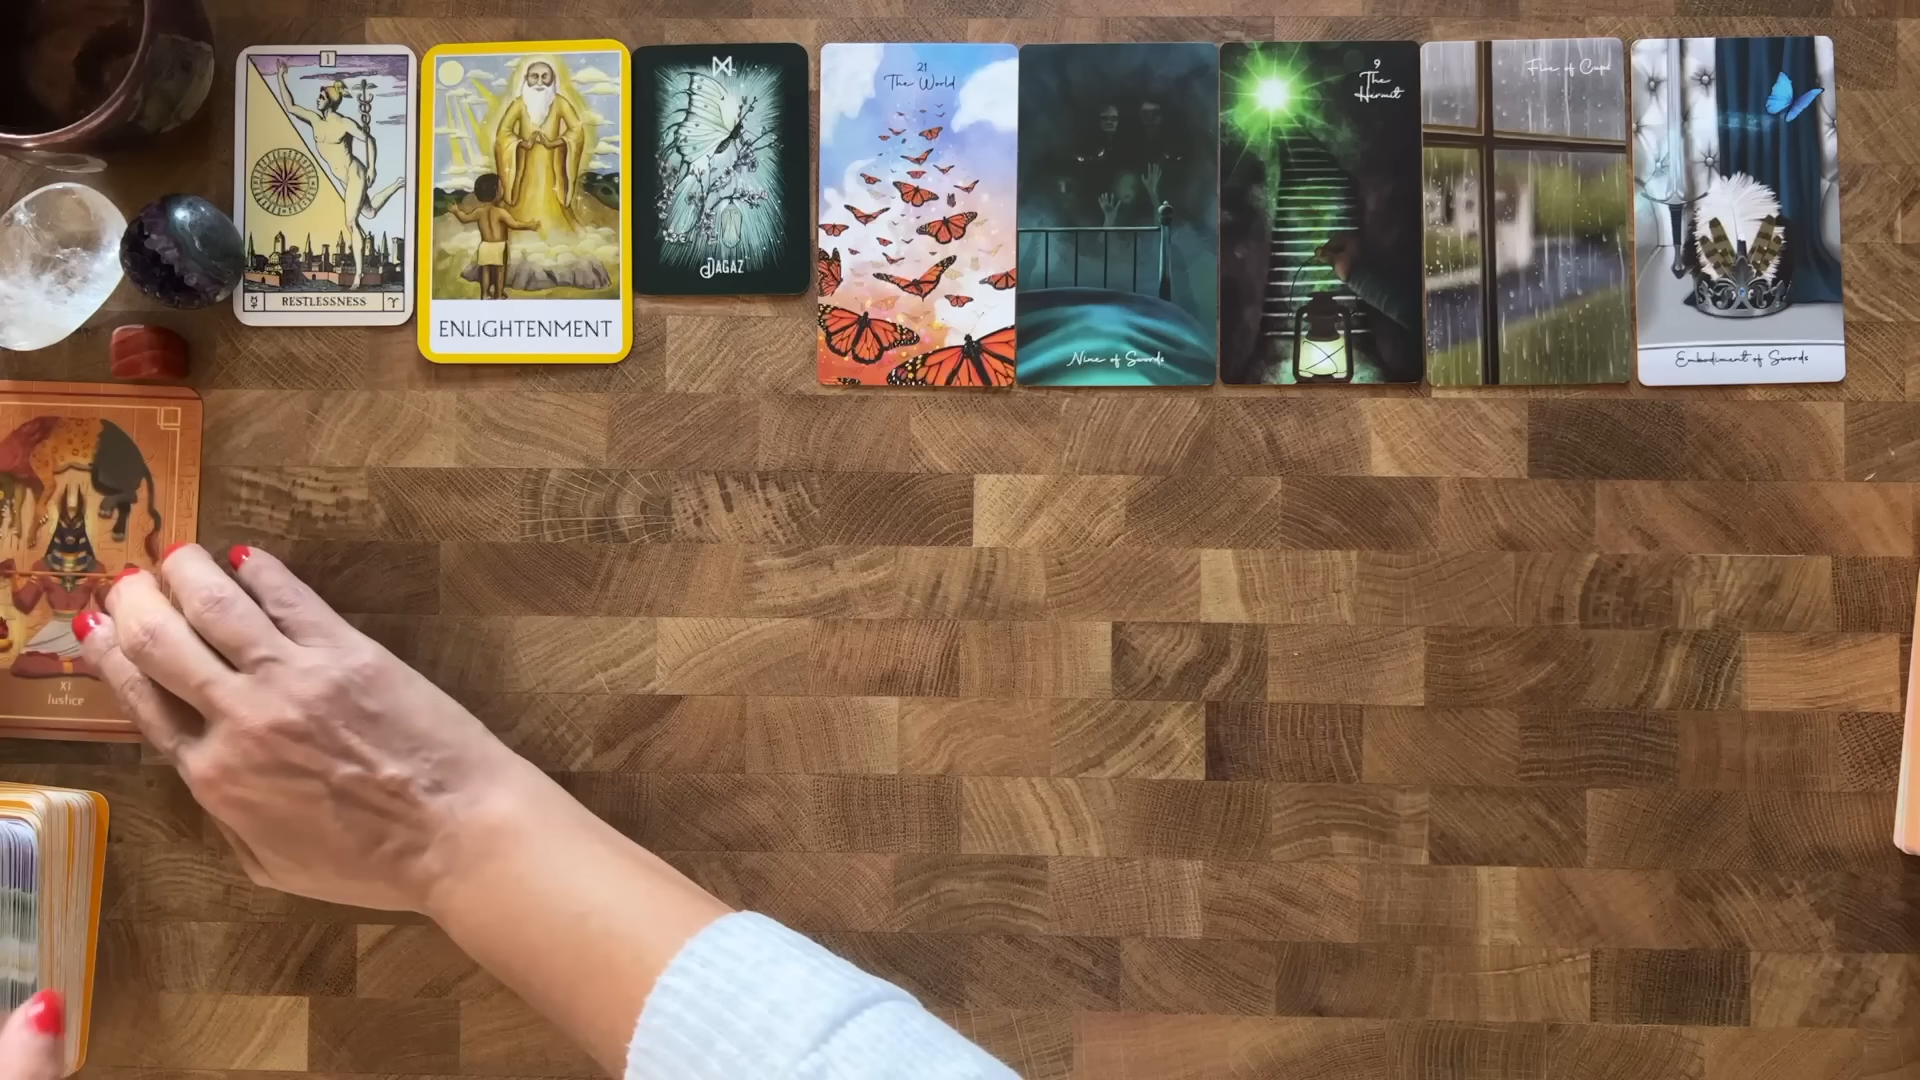 1
RESTLESSNESS
ENLIGHTENMENT
DAGAZ
21
The World
Nine of Swords
9
The
Hermit
Five of Cups
Embodiment of Swords
XI
Justice